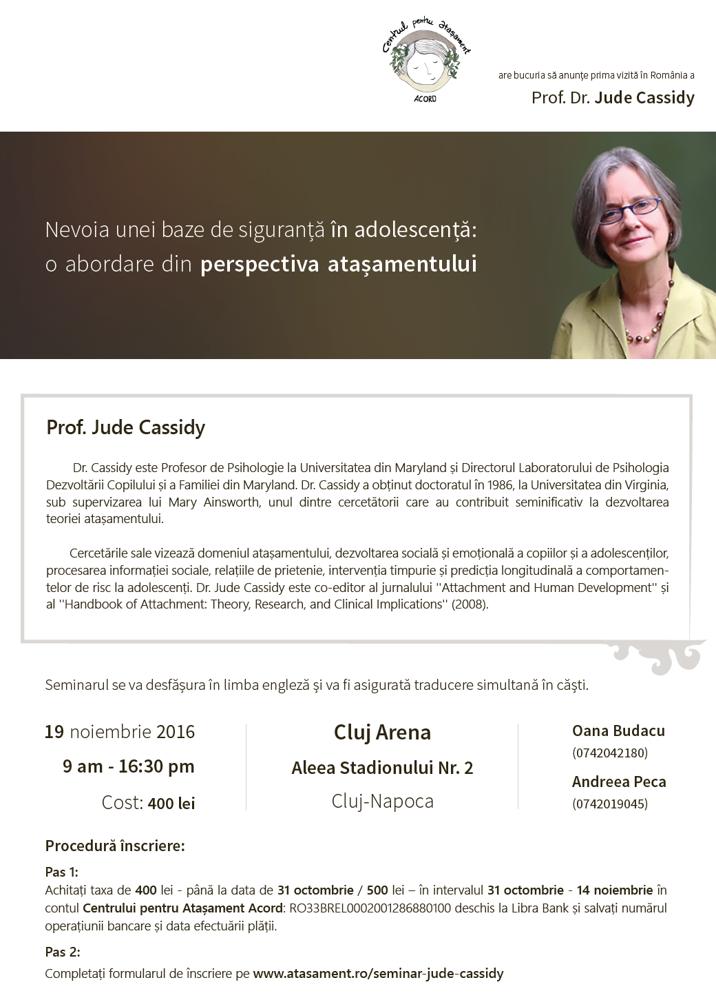 Centrul pentru atașament
ACORD
are bucuria să anunțe prima vizită în România a
Prof. Dr. Jude Cassidy
Nevoia unei baze de siguranță în adolescență:
o abordare din perspectiva atașamentului
Prof. Jude Cassidy
Dr. Cassidy este Profesor de Psihologie la Universitatea din Maryland și Directorul Laboratorului de Psihologia
Dezvoltării Copilului și a Familiei din Maryland. Dr. Cassidy a obținut doctoratul în 1986, la Universitatea din Virginia,
sub supervizarea lui Mary Ainsworth, unul dintre cercetătorii care au contribuit seminificativ la dezvoltarea
teoriei atașamentului.
Cercetările sale vizează domeniul atașamentului, dezvoltarea socială și emoțională a copiilor și a adolescenților,
procesarea informației sociale, relațiile de prietenie, intervenția timpurie și predicția longitudinală a comportamen-
telor de risc la adolescenți. Dr. Jude Cassidy este co-editor al jurnalului ''Attachment and Human Development'' și
al ''Handbook of Attachment: Theory, Research, and Clinical Implications'' (2008).
Seminarul se va desfășura în limba engleză și va fi asigurată traducere simultană în căști.
19 noiembrie 2016
9 am - 16:30 pm
Cost: 400 lei
Cluj Arena
Aleea Stadionului Nr. 2
Cluj-Napoca
Oana Budacu
(0742042180)
Andreea Peca
(0742019045)
Procedură înscriere:
Pas 1:
Achitați taxa de 400 lei - până la data de 31 octombrie / 500 lei – în intervalul 31 octombrie - 14 noiembrie în
contul Centrului pentru Atașament Acord: RO33BREL0002001286880100 deschis la Libra Bank și salvați numărul
operațiunii bancare și data efectuării plății.
Pas 2:
Completați formularul de înscriere pe www.atasament.ro/seminar-jude-cassidy